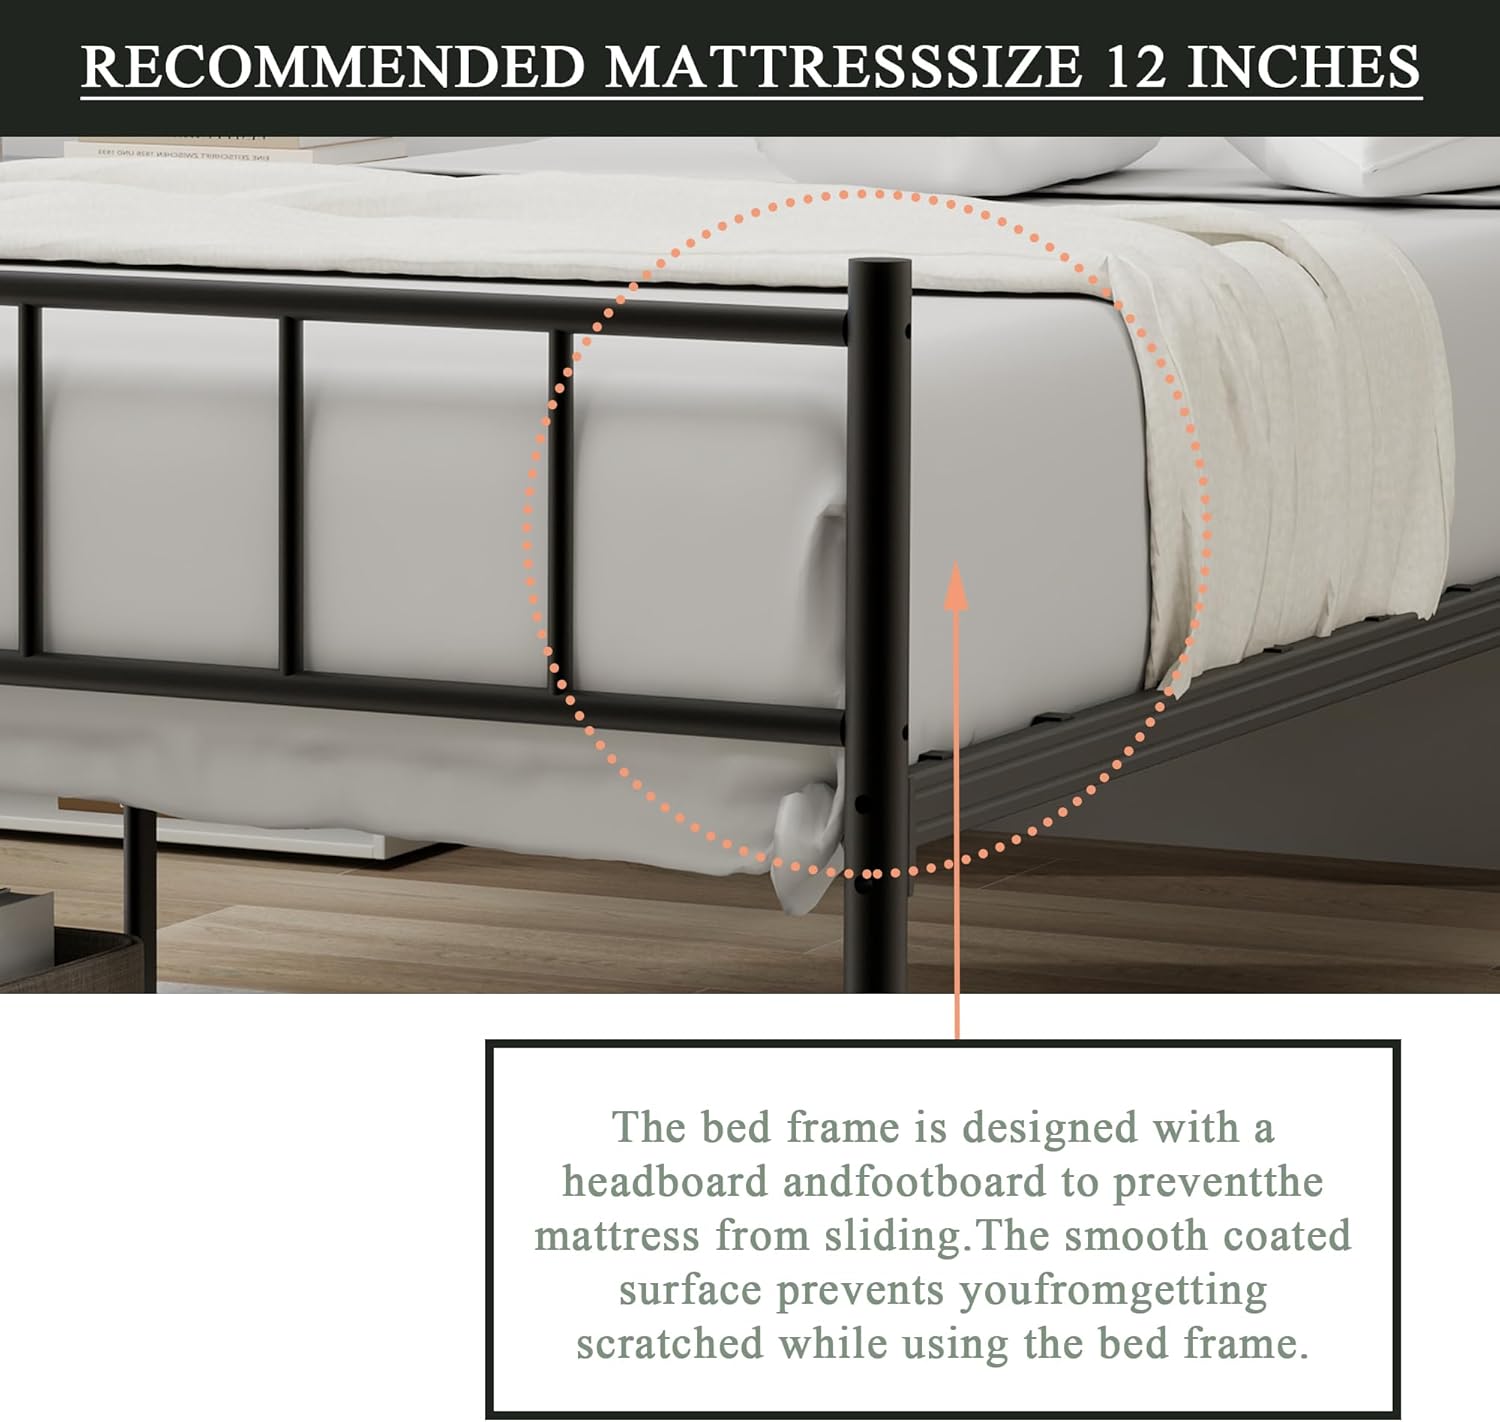 RECOMMENDED MATTRESSSIZE 12 INCHES
The bed frame is designed with a
headboard andfootboard to preventthe
mattress from sliding.The smooth coated
surface prevents youfromgetting
scratched while using the bed frame.